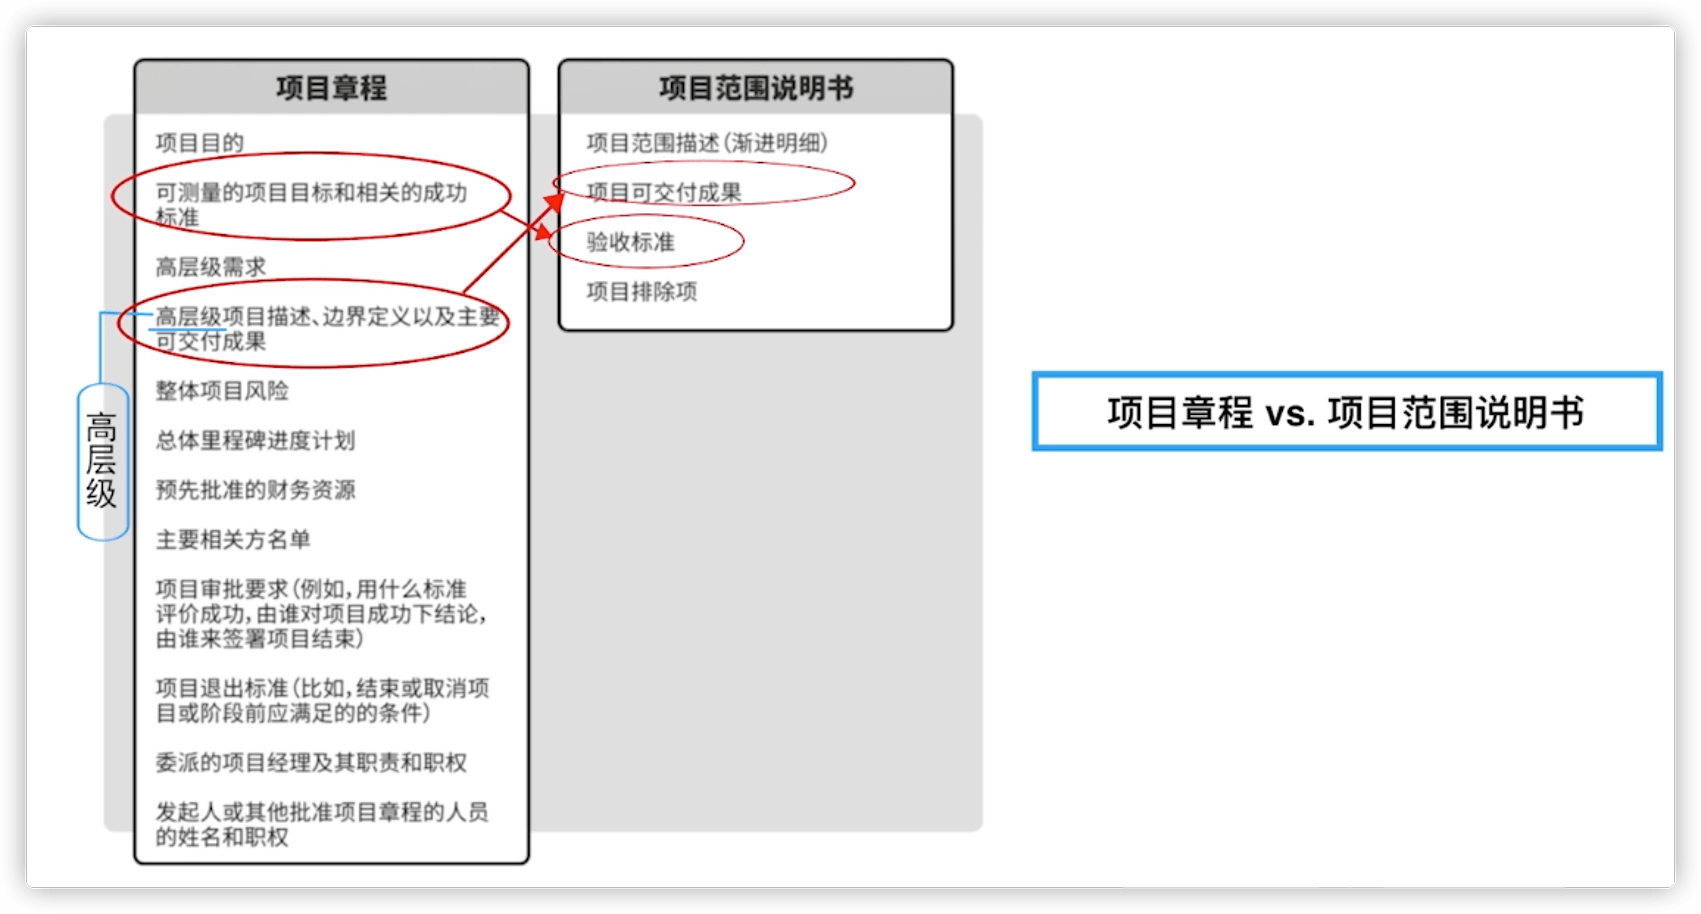 项目章程
项目目的
可测量的项目目标和相关的成功
标准
高层级需求
高层级项目描述、边界定义以及主要
可交付成果
整体项目风险
总体里程碑进度计划
预先批准的财务资源
主要相关方名单
项目审批要求(例如,用什么标准
评价成功,由谁对项目成功下结论,
由谁来签署项目结束)
项目退出标准(比如,结束或取消项
目或阶段前应满足的的条件)
委派的项目经理及其职责和职权
发起人或其他批准项目章程的人员
的姓名和职权
高层级
项目范围说明书
项目范围描述(渐进明细)
项目可交付成果
验收标准
项目排除项
项目章程 vs. 项目范围说明书